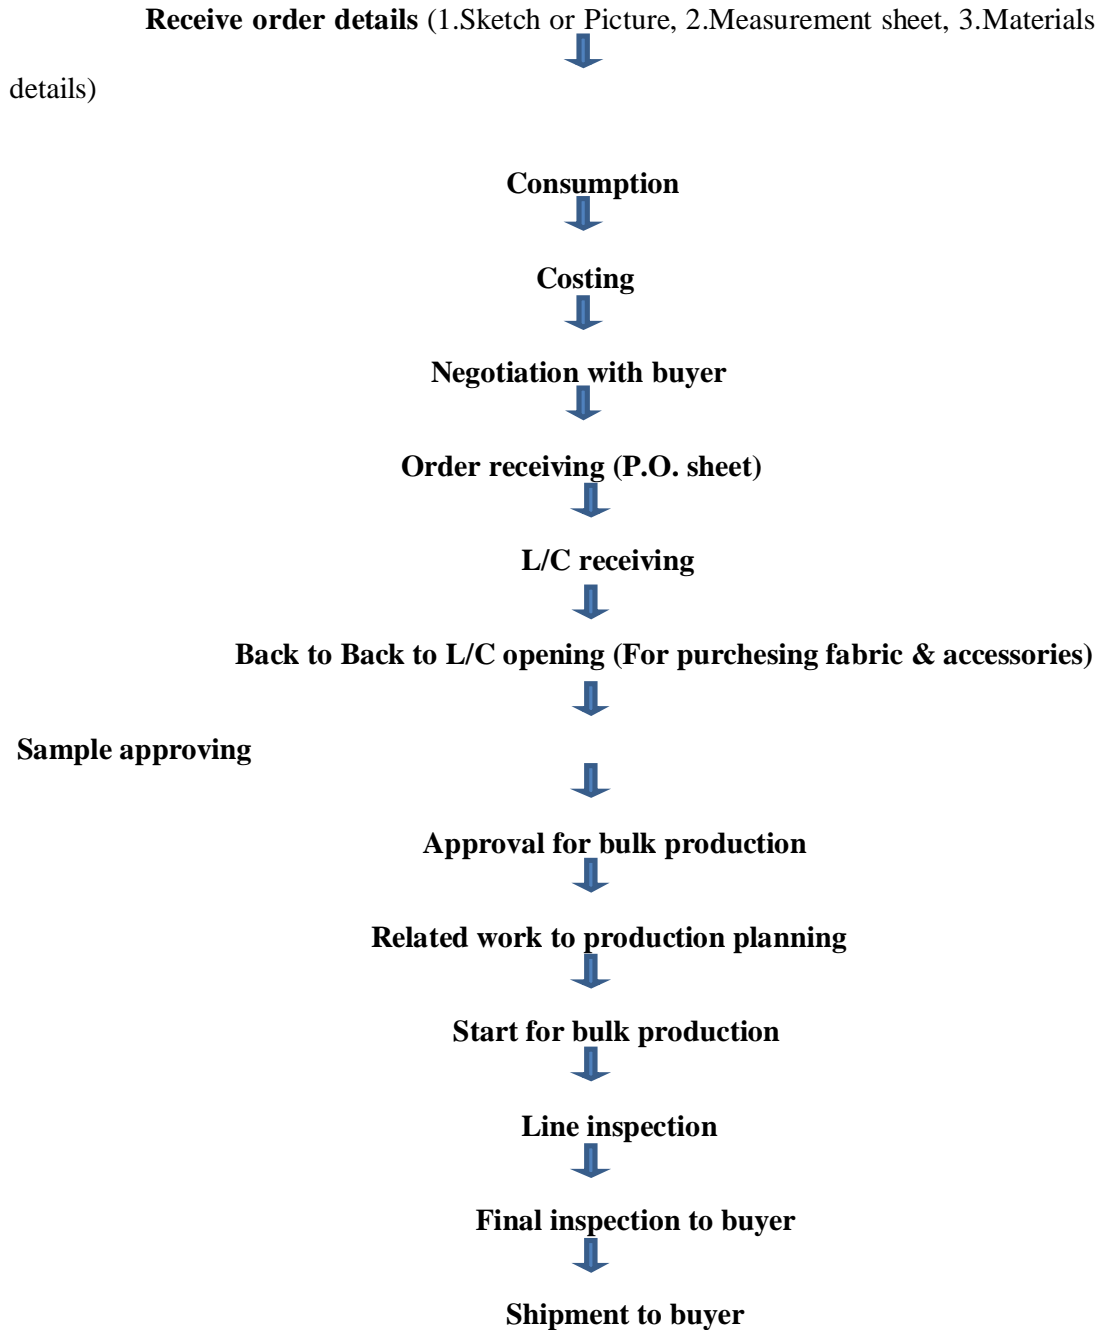 Receive order details (1.Sketch or Picture, 2.Measurement sheet, 3.Materials
details)
Consumption
Costing
Negotiation with buyer
Order receiving (P.O. sheet)
L/C receiving
Back to Back to L/C opening (For purchesing fabric & accessories)
Sample approving
Approval for bulk production
Related work to production planning
Start for bulk production
Line inspection
Final inspection to buyer
Shipment to buyer